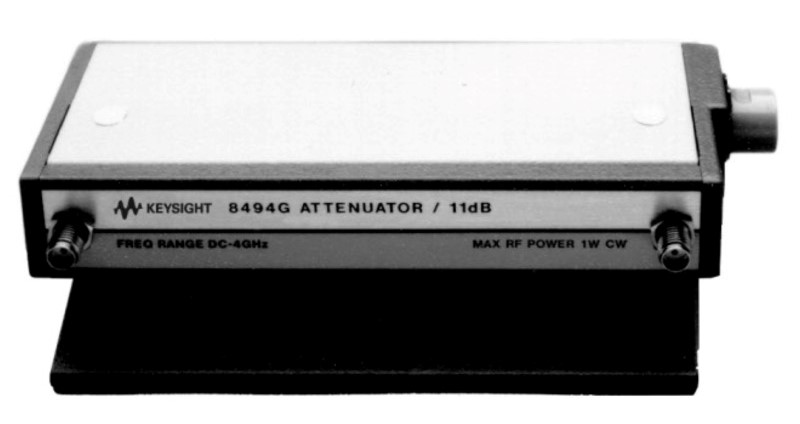 KEYSIGHT 8494G ATTENUATOR / 11dB
FREQ RANGE DC-4GHz MAX RF POWER 1W CW